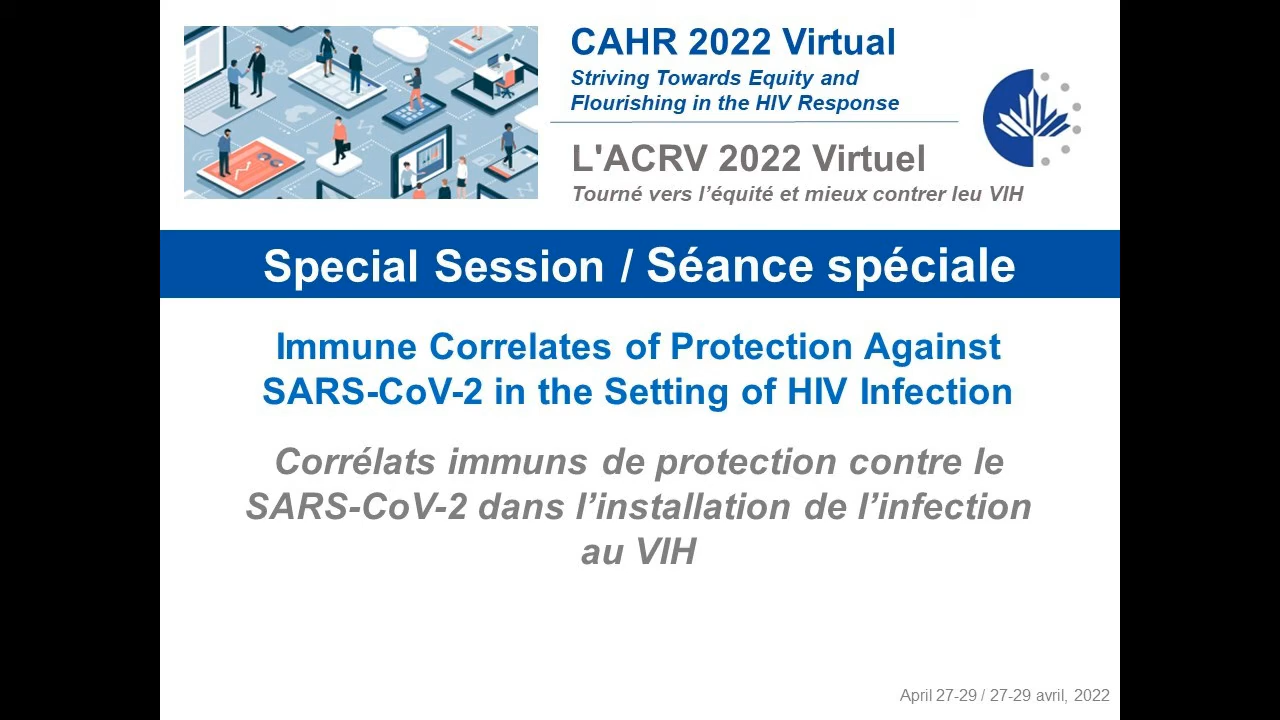 CAHR 2022 Virtual
Striving Towards Equity and
Flourishing in the HIV Response
L'ACRV 2022 Virtuel
Tourné vers l’équité et mieux contrer leu VIH
Special Session / Séance spéciale
Immune Correlates of Protection Against
SARS-CoV-2 in the Setting of HIV Infection
Corrélats immuns de protection contre le
SARS-CoV-2 dans l’installation de l’infection
au VIH
April 27-29 / 27-29 avril, 2022